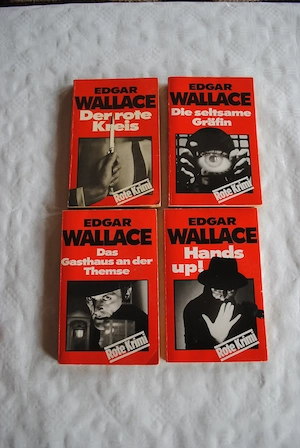 EDGAR
WALLACE
Der rote
Kreis
Rote Krimi
EDGAR
WALLACE
Die seltsame
Gräfin
Rote Krimi
EDGAR
WALLACE
Das
Gasthaus an der
Themse
Rote Krimi
EDGAR
WALLACE
Hands
up!
Rote Krimi